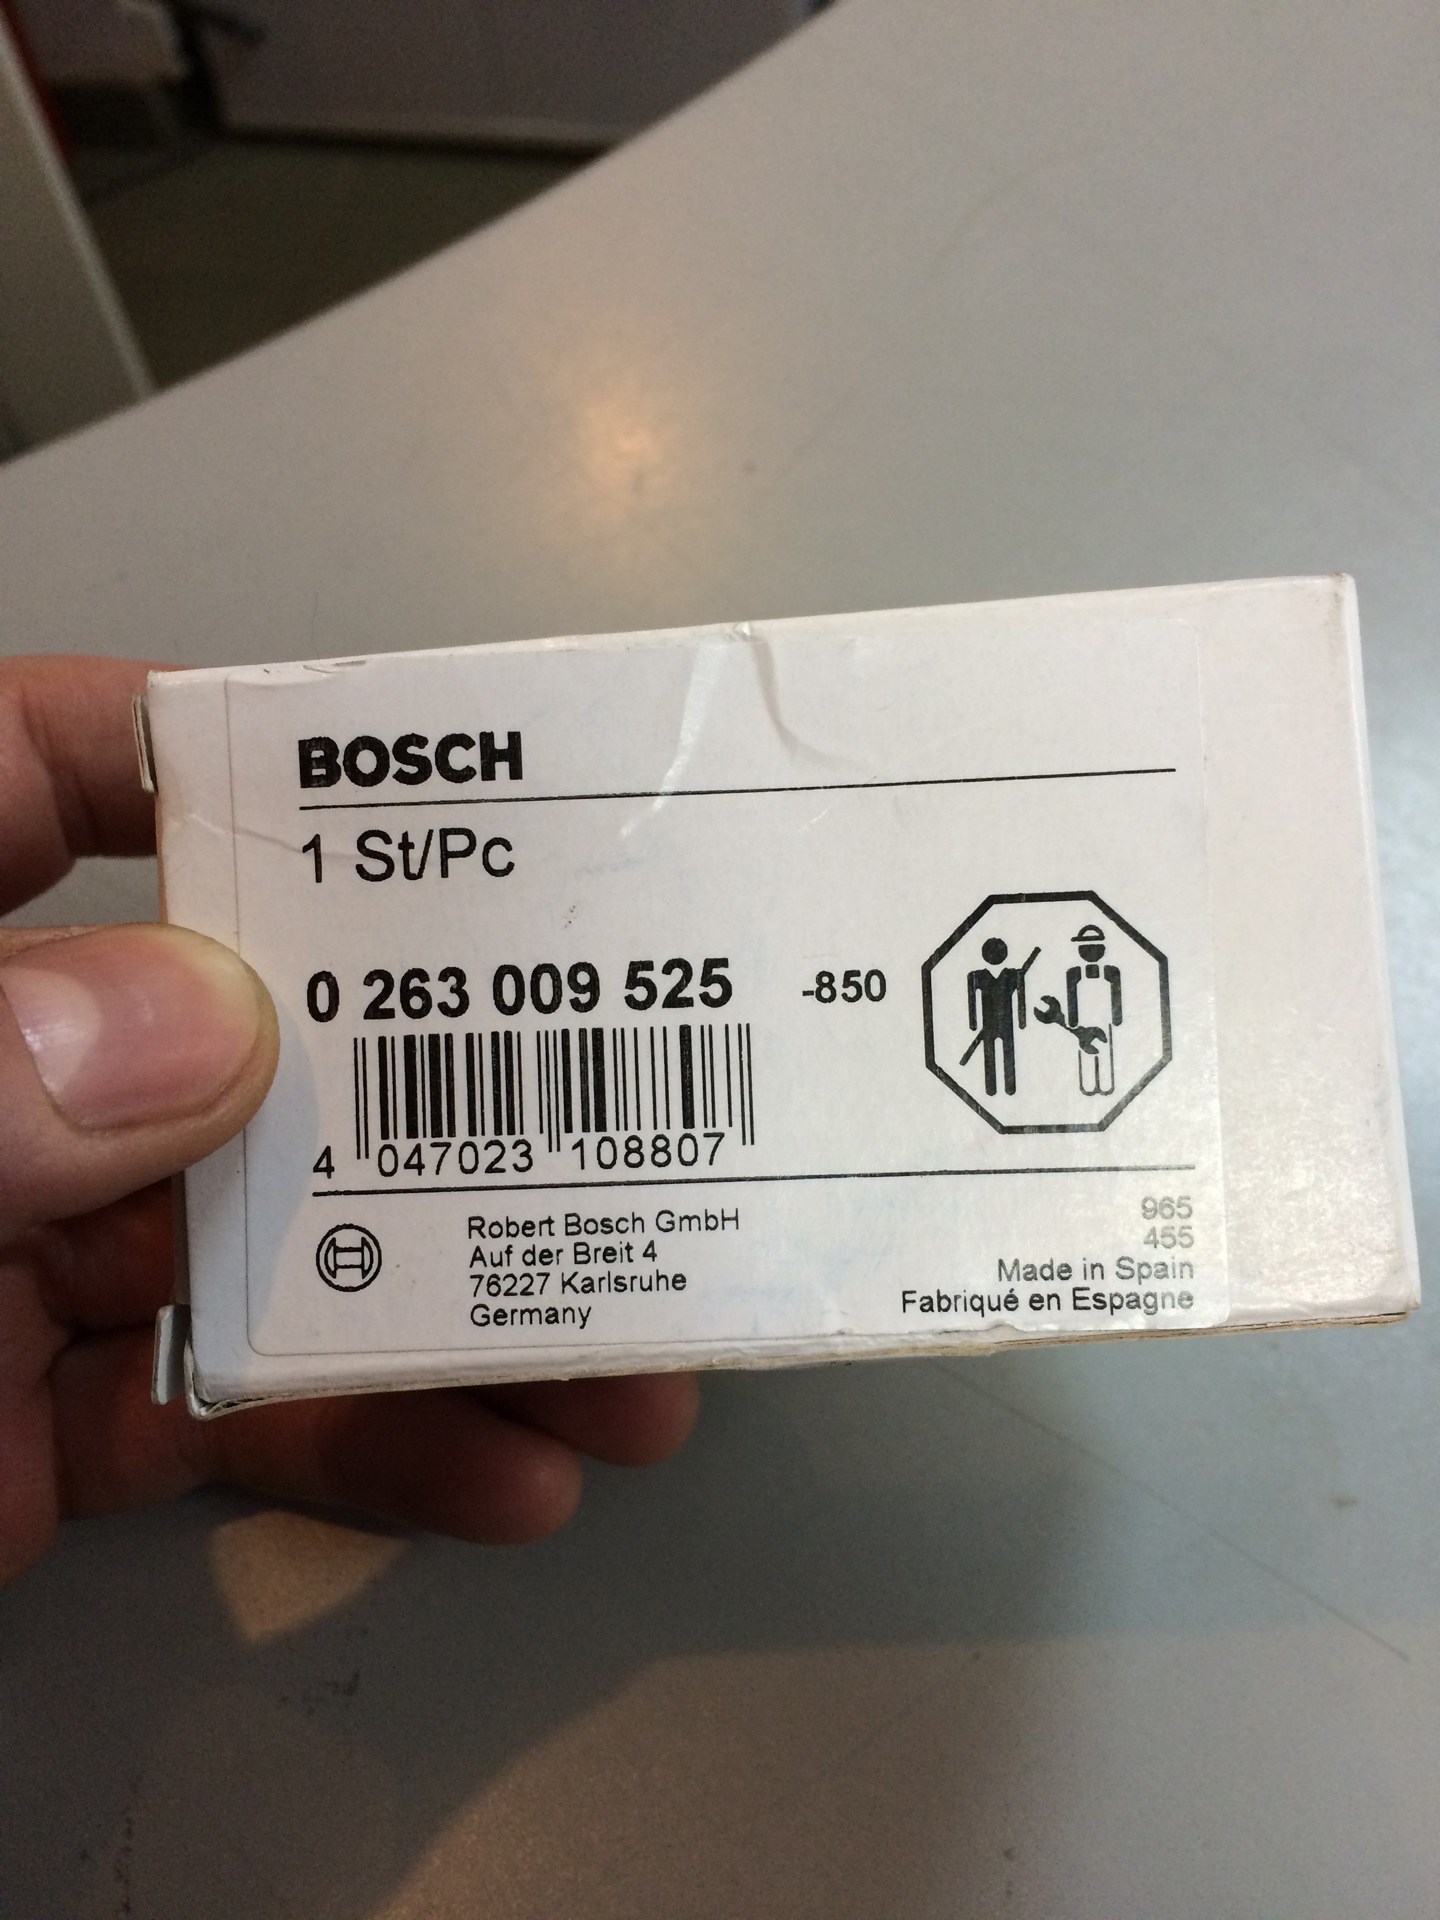 BOSCH
1 St/Pc
0 263 009 525 -850
4 047023 108807
Robert Bosch GmbH
Auf der Breit 4
76227 Karlsruhe
Germany
965
455
Made in Spain
Fabriqué en Espagne